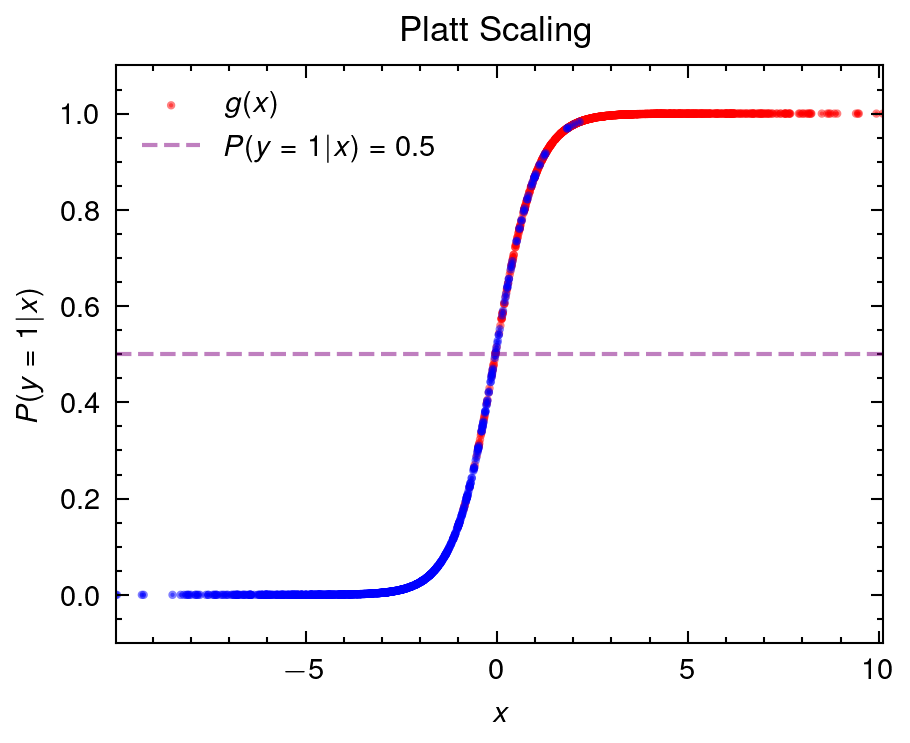 Platt Scaling
g(x)
P(y = 1|x) = 0.5
P(y = 1|x)
1.0
0.8
0.6
0.4
0.2
0.0
−5 0 5 10
x